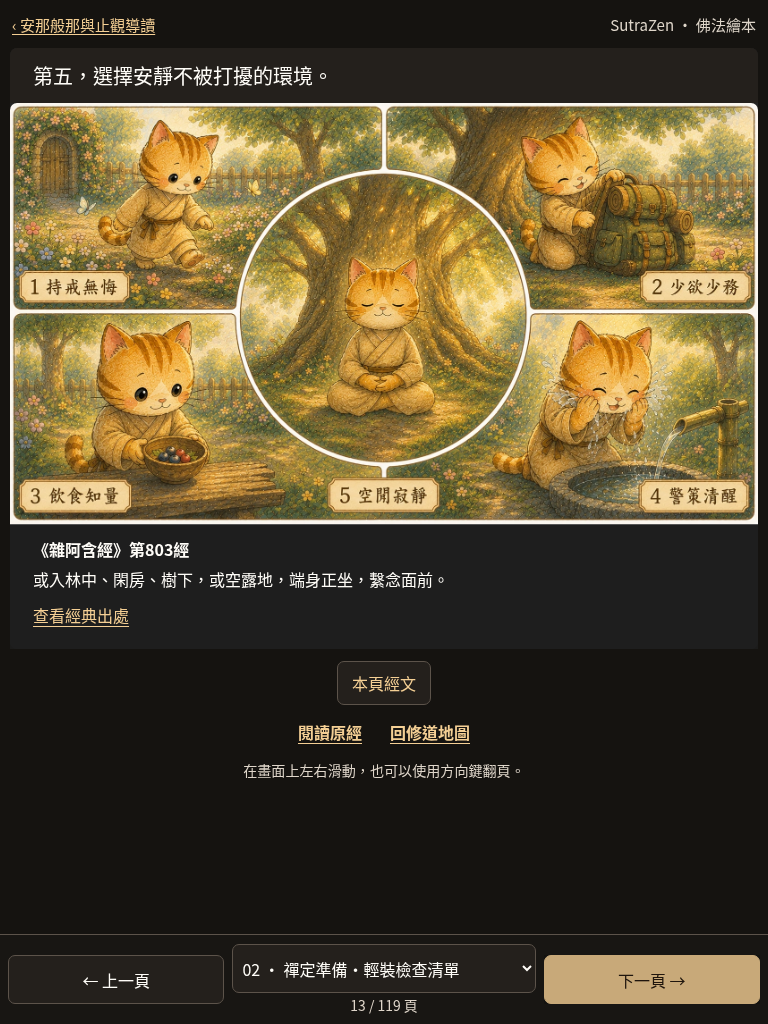 ‹ 安那般那與止觀導讀
SutraZen · 佛法繪本
第五，選擇安靜不被打擾的環境。
1 持戒無悔
2 少欲少務
3 飲食知量
5 空閒寂靜
4 警策清醒
《雜阿含經》第803經
或入林中、閑房、樹下，或空露地，端身正坐，繫念面前。
查看經典出處
本頁經文
閱讀原經
回修道地圖
在畫面上左右滑動，也可以使用方向鍵翻頁。
← 上一頁
02 · 禪定準備・輕裝檢查清單
13 / 119 頁
下一頁 →